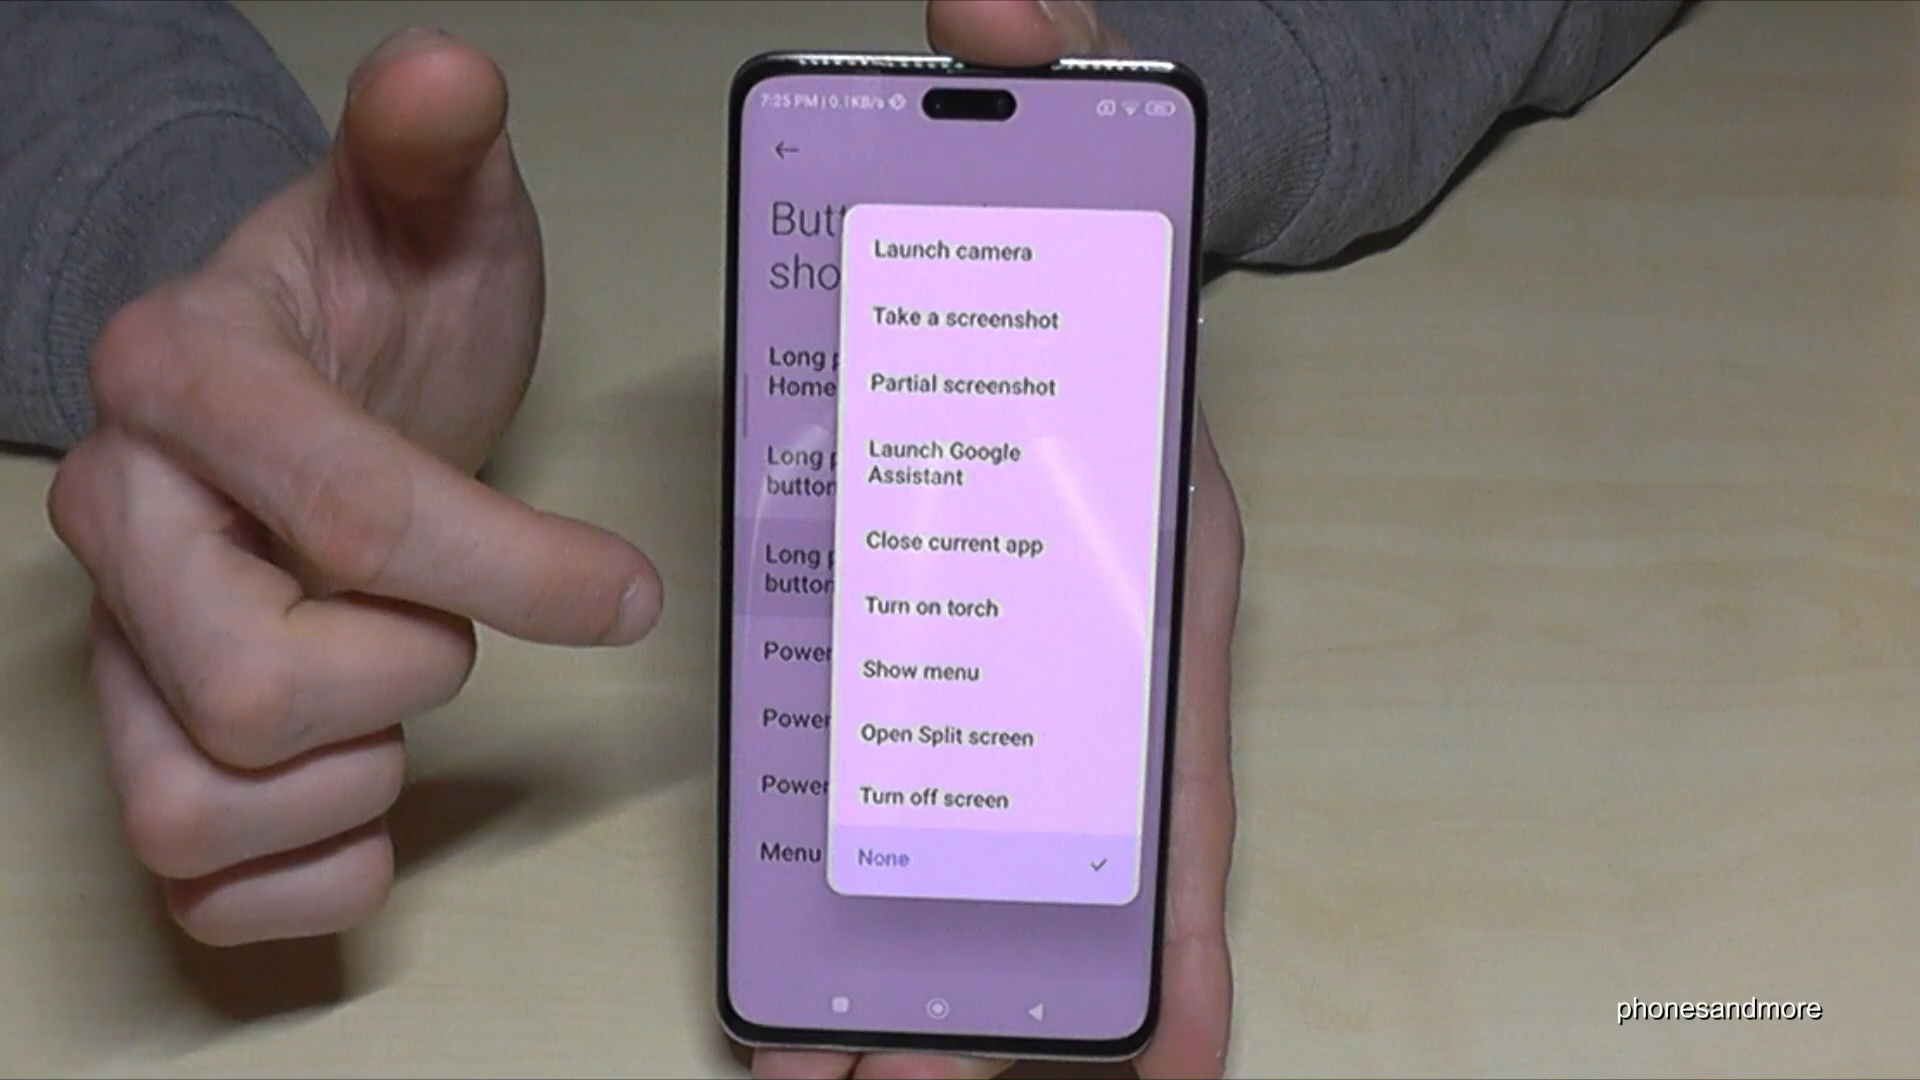 7:25 PM | 0.1KB/s
Butt
sho
Long p
Home
Long p
button
Long p
button
Power
Power
Power
Menu
Launch camera
Take a screenshot
Partial screenshot
Launch Google
Assistant
Close current app
Turn on torch
Show menu
Open Split screen
Turn off screen
None
phonesandmore